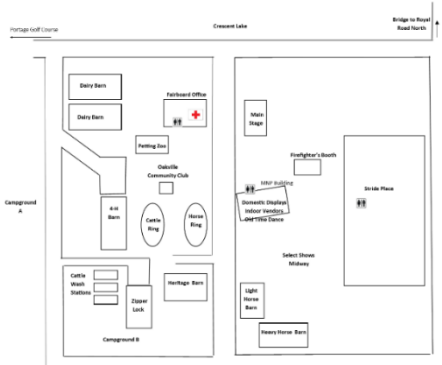 Portage Golf Course
Crescent Lake
Bridge to Royal
Road North
Dairy Barn
Dairy Barn
Fairboard Office
Petting Zoo
Oakville
Community Club
4-H
Barn
Cattle
Ring
Horse
Ring
Campground
A
Cattle
Wash
Stations
Zipper
Lock
Heritage Barn
Campground B
Main
Stage
Firefighter's Booth
MNP Building
Domestic Displays
Indoor Vendors
Old Time Dance
Stride Place
Select Shows
Midway
Light
Horse
Barn
Heavy Horse Barn